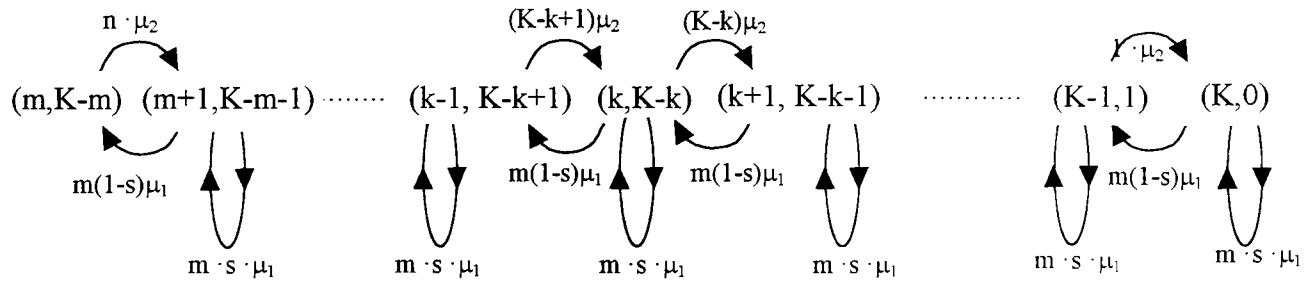 n · μ₂ (K-k+1)μ₂ (K-k)μ₂ 1 · μ₂
(m,K-m) (m+1,K-m-1) ········ (k-1, K-k+1) (k,K-k) (k+1, K-k-1) ············ (K-1,1) (K,0)
m(1-s)μ₁ m(1-s)μ₁ m(1-s)μ₁ m(1-s)μ₁
m · s · μ₁ m · s · μ₁ m · s · μ₁ m · s · μ₁ m · s · μ₁ m · s · μ₁